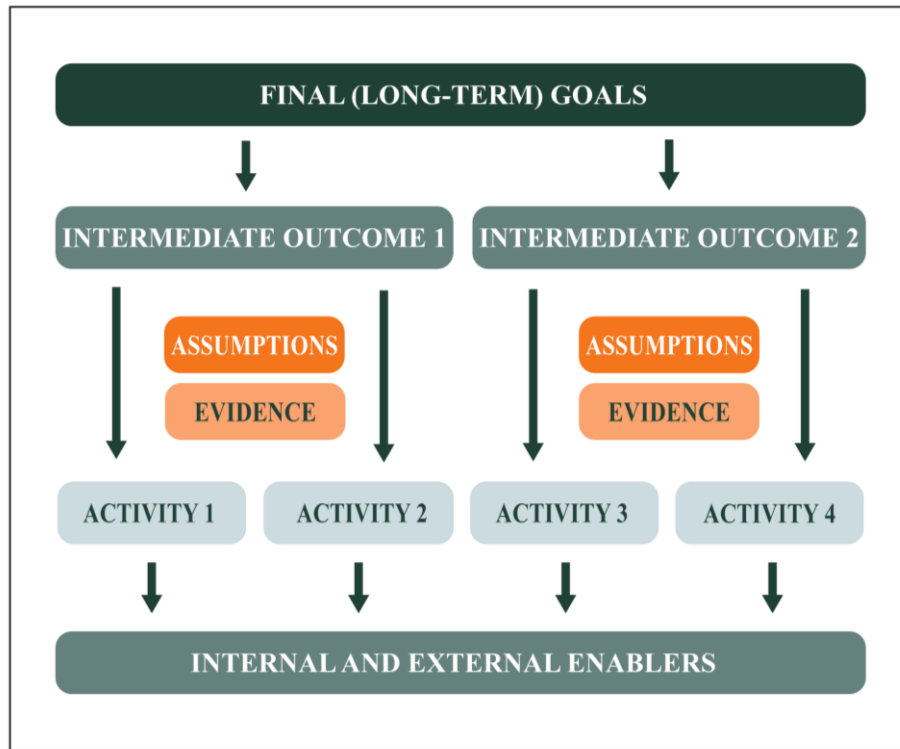 FINAL (LONG-TERM) GOALS
INTERMEDIATE OUTCOME 1
INTERMEDIATE OUTCOME 2
ASSUMPTIONS
EVIDENCE
ASSUMPTIONS
EVIDENCE
ACTIVITY 1
ACTIVITY 2
ACTIVITY 3
ACTIVITY 4
INTERNAL AND EXTERNAL ENABLERS